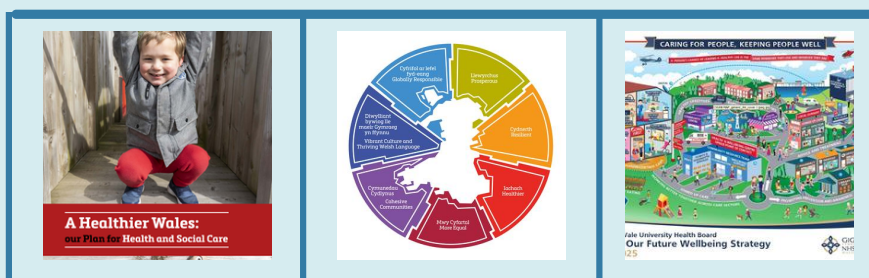 A Healthier Wales:
our Plan for Health and Social Care
Cyfrifol ar lefel
fyd-eang
Globally Responsible
Llewyrchus
Prosperous
Cydnerth
Resilient
Iachach
Healthier
Mwy Cyfartal
More Equal
Cymunedau
Cydlynus
Cohesive
Communities
Diwylliant
bywiog lle
mae'r Gymraeg
yn ffynnu
Vibrant Culture and
Thriving Welsh Language
CARING FOR PEOPLE, KEEPING PEOPLE WELL
Vale University Health Board
Our Future Wellbeing Strategy
25
GIG
NHS